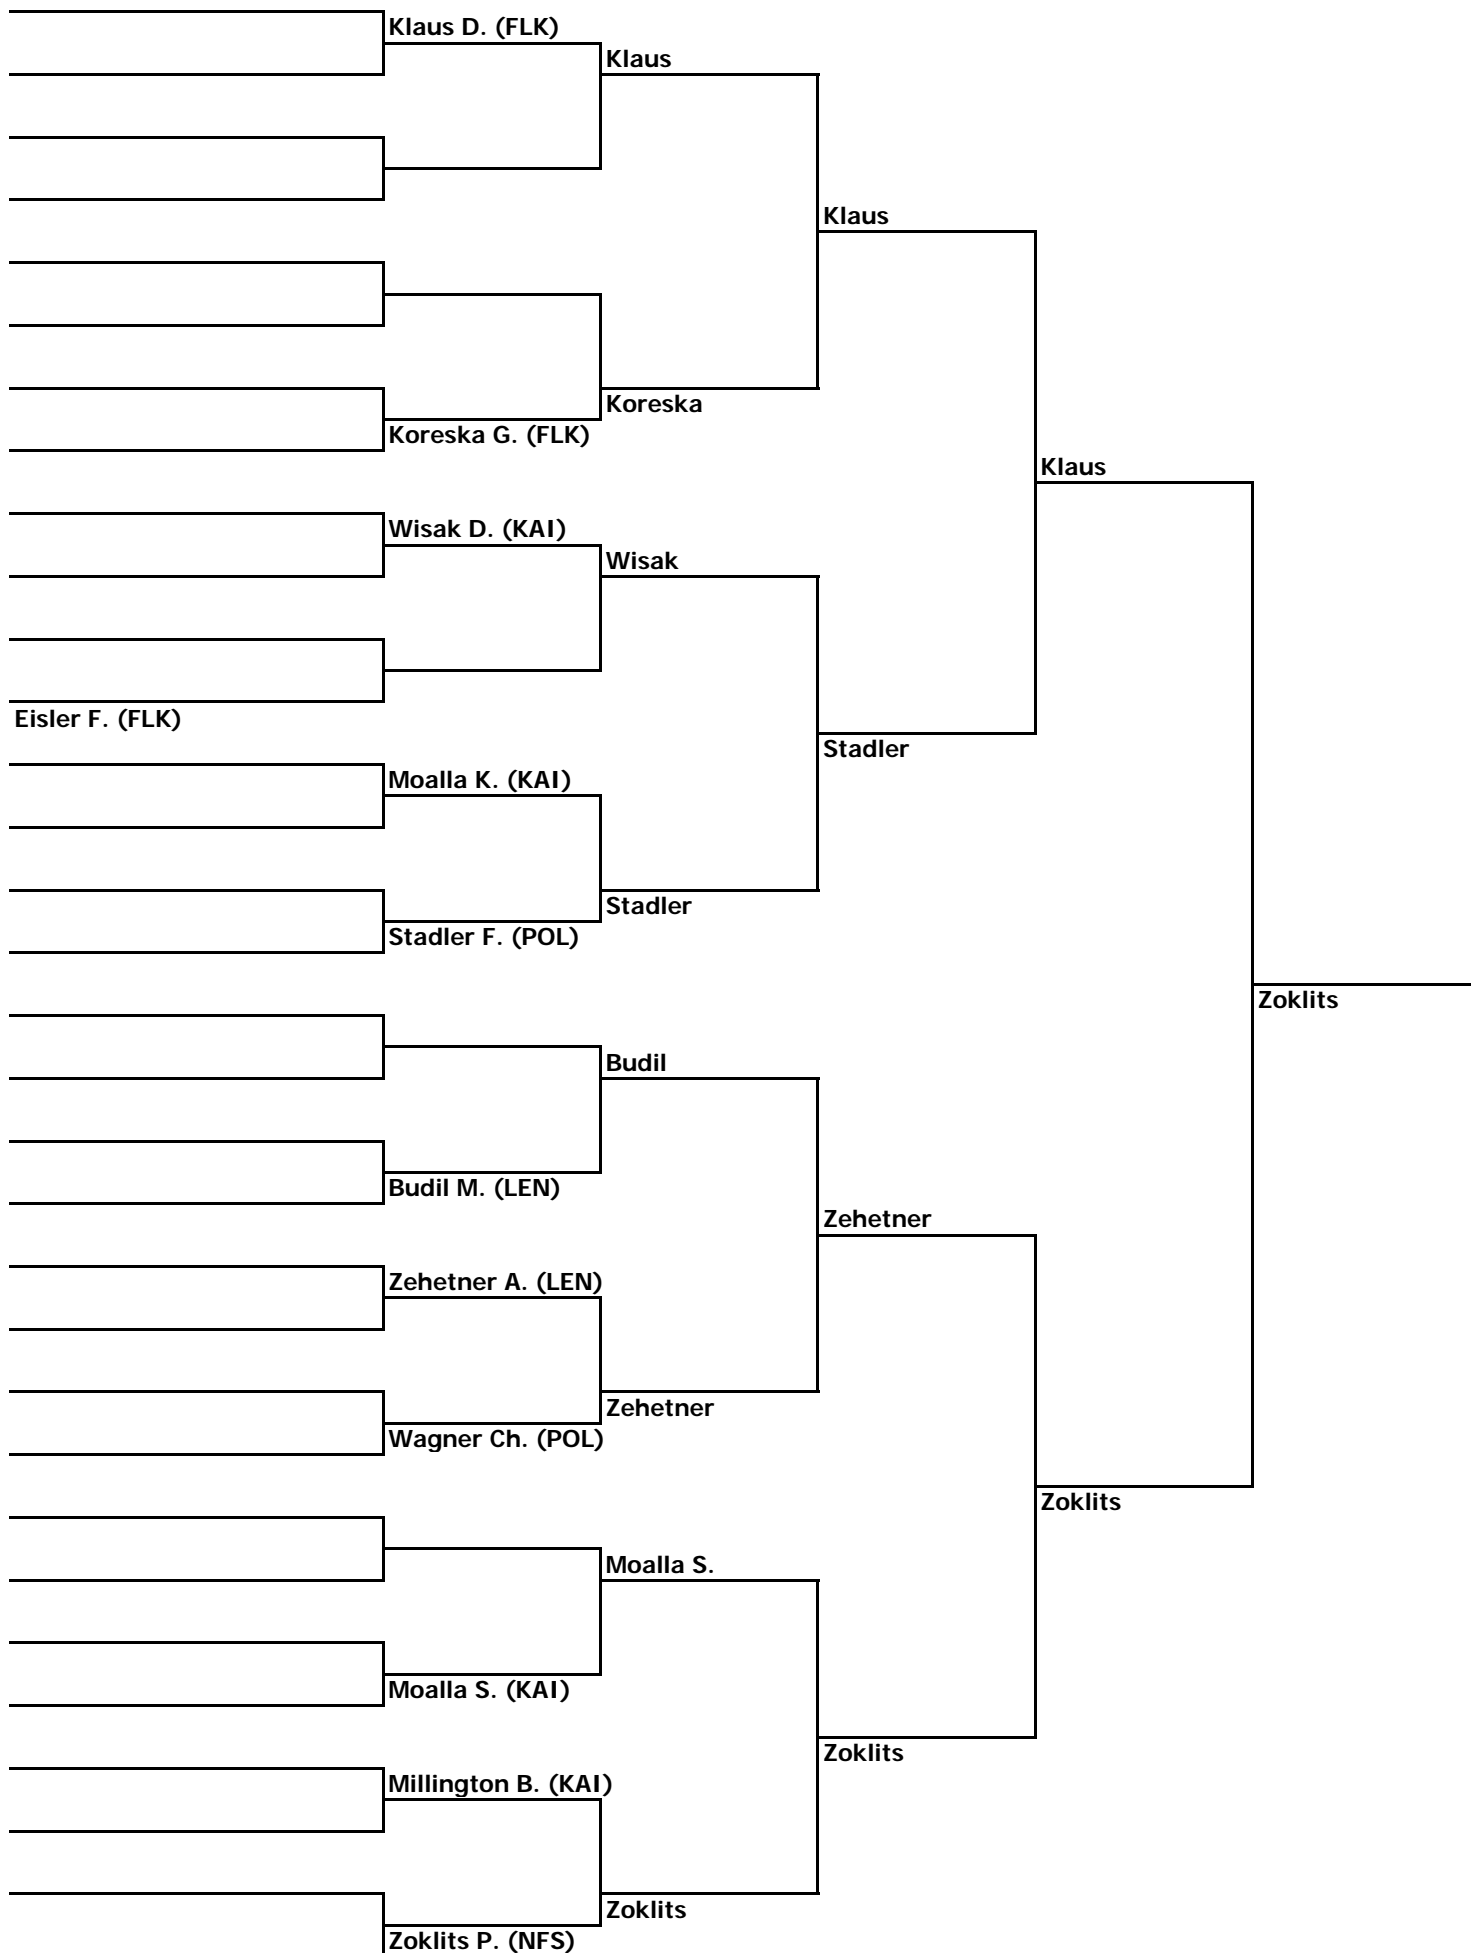 Klaus D. (FLK)
Klaus
Klaus
Koreska
Koreska G. (FLK)
Klaus
Wisak D. (KAI)
Wisak
Eisler F. (FLK)
Stadler
Moalla K. (KAI)
Stadler
Stadler F. (POL)
Zoklits
Budil
Budil M. (LEN)
Zehetner
Zehetner A. (LEN)
Zehetner
Wagner Ch. (POL)
Zoklits
Moalla S.
Moalla S. (KAI)
Zoklits
Millington B. (KAI)
Zoklits
Zoklits P. (NFS)